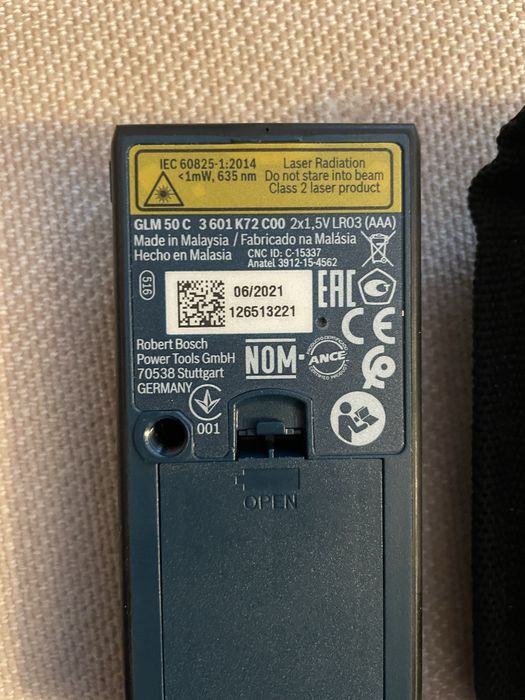 IEC 60825-1:2014
<1mW, 635 nm
Laser Radiation
Do not stare into beam
Class 2 laser product
GLM 50 C 3 601 K72 C00 2x1,5V LR03 (AAA)
Made in Malaysia / Fabricado na Malásia
Hecho en Malasia
CNC ID: C-15337
Anatel 3912-15-4562
516
06/2021
126513221
EAC
CE
Robert Bosch
Power Tools GmbH
70538 Stuttgart
GERMANY
NOM-
ANCE
001
OPEN